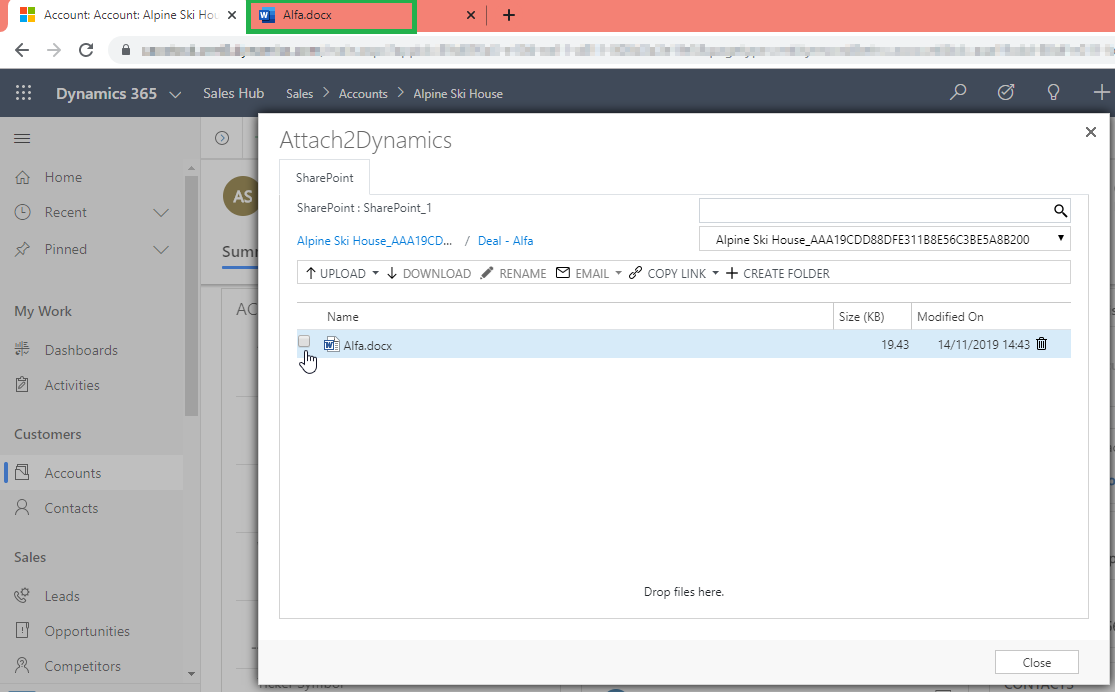 Account: Account: Alpine Ski Hou
Alfa.docx
Dynamics 365
Sales Hub
Sales
Accounts
Alpine Ski House
Home
Recent
Pinned
My Work
Dashboards
Activities
Customers
Accounts
Contacts
Sales
Leads
Opportunities
Competitors
AS
Summ
AC
Attach2Dynamics
SharePoint
SharePoint : SharePoint_1
Alpine Ski House_AAA19CD... / Deal - Alfa
Alpine Ski House_AAA19CDD88DFE311B8E56C3BE5A8B200
UPLOAD DOWNLOAD RENAME EMAIL COPY LINK CREATE FOLDER
Name Size (KB) Modified On
Alfa.docx 19.43 14/11/2019 14:43
Drop files here.
Close